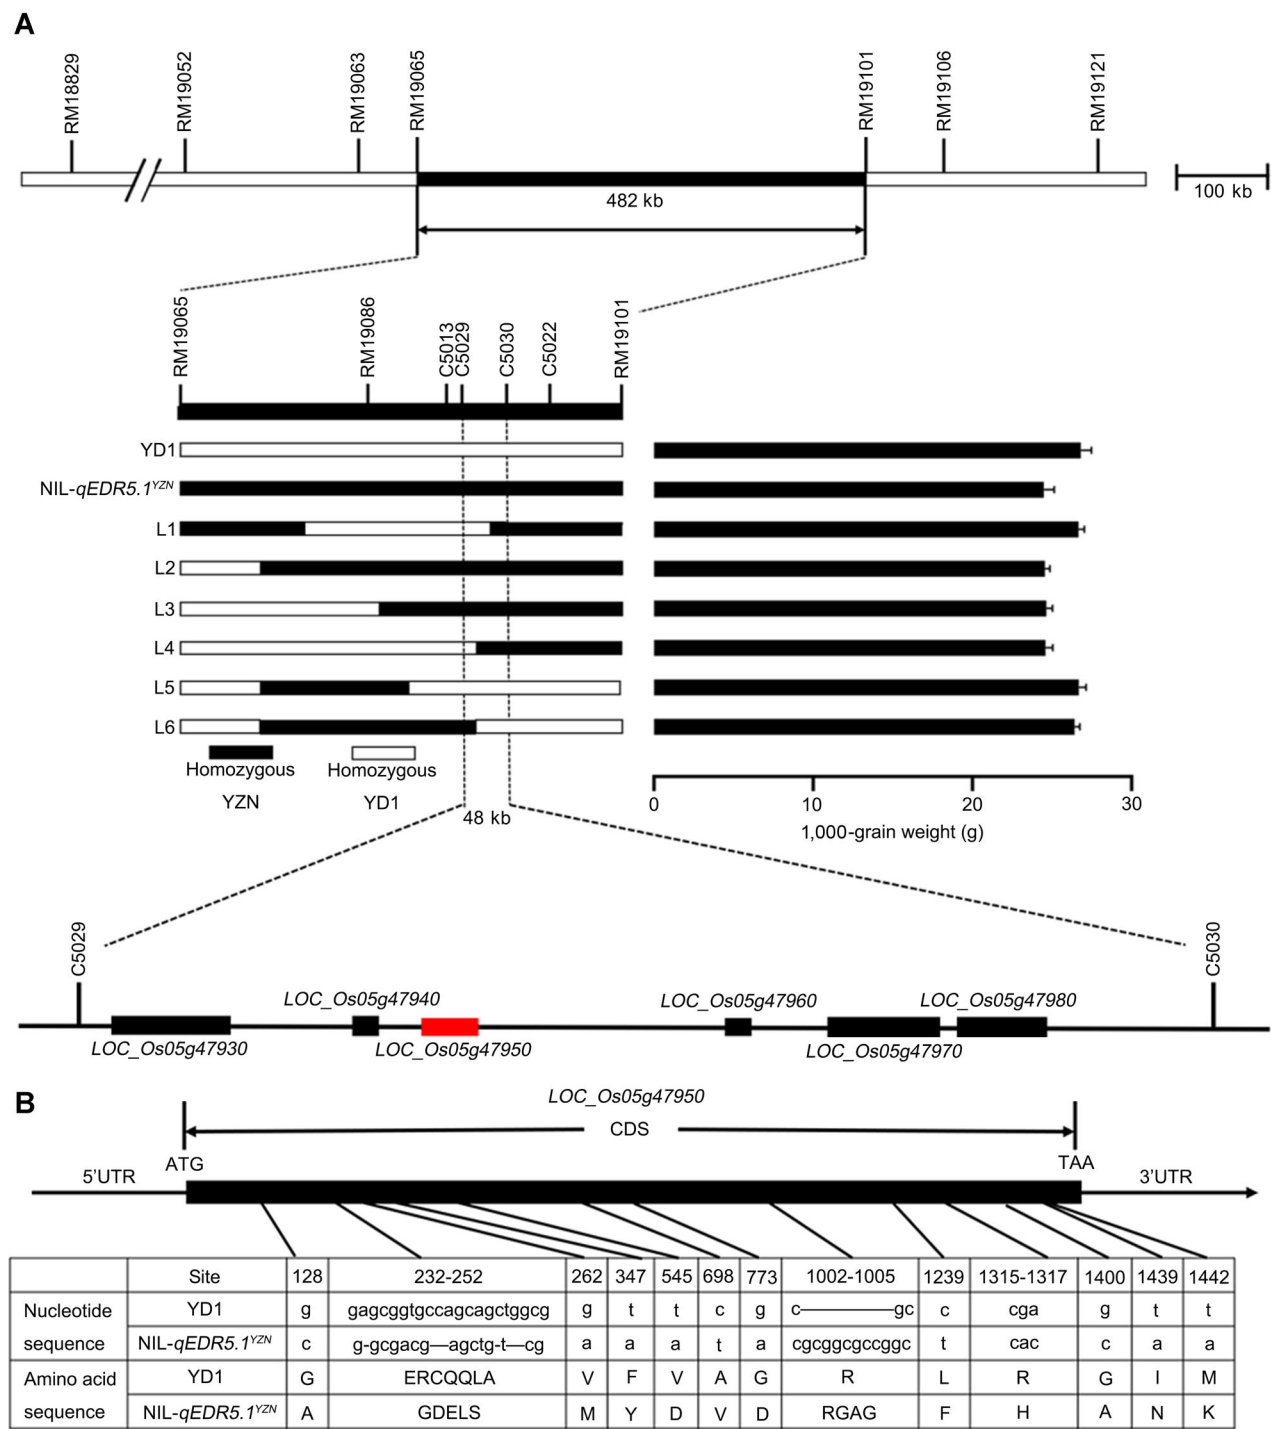 A
RM18829
RM19052
RM19063
RM19065
RM19101
RM19106
RM19121
482 kb
100 kb
RM19065
RM19086
C5013
C5029
C5030
C5022
RM19101
YD1
NIL-qEDR5.1YZN
L1
L2
L3
L4
L5
L6
Homozygous YZN
Homozygous YD1
48 kb
0 10 20 30
1,000-grain weight (g)
C5029
C5030
LOC_Os05g47940 LOC_Os05g47960 LOC_Os05g47980
LOC_Os05g47930 LOC_Os05g47950 LOC_Os05g47970
B
LOC_Os05g47950
CDS
ATG TAA
5’UTR 3’UTR
Site 128 232-252 262 347 545 698 773 1002-1005 1239 1315-1317 1400 1439 1442
Nucleotide sequence
YD1 g gagcggtgccagcagctggcg g t t c g c—gc c cga g t t
NIL-qEDR5.1YZN c g-gcgacg—agctg-t—cg a a a t a cgcggcgccggc t cac c a a
Amino acid sequence
YD1 G ERCQQLA V F V A G R L R G I M
NIL-qEDR5.1YZN A GDELS M Y D V D RGAG F H A N K